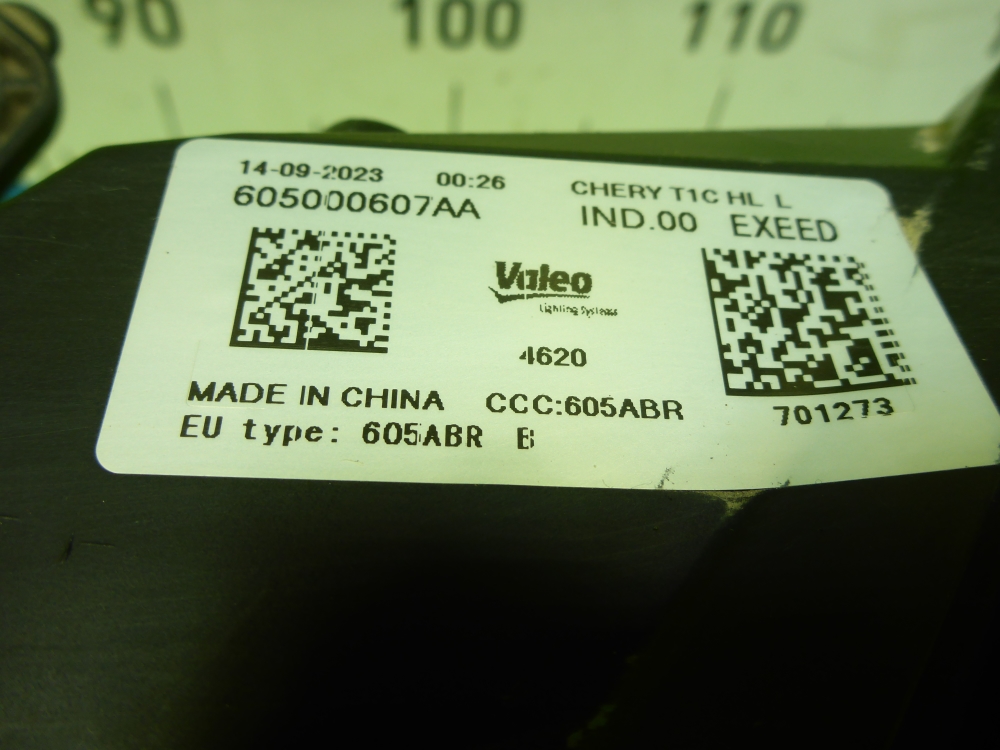 90 100 110
14-09-2023 00:26 CHERY T1C HL L
605000607AA IND.00 EXEED
Valeo
Lighting Systems
4620
MADE IN CHINA CCC:605ABR 701273
EU type: 605ABR B